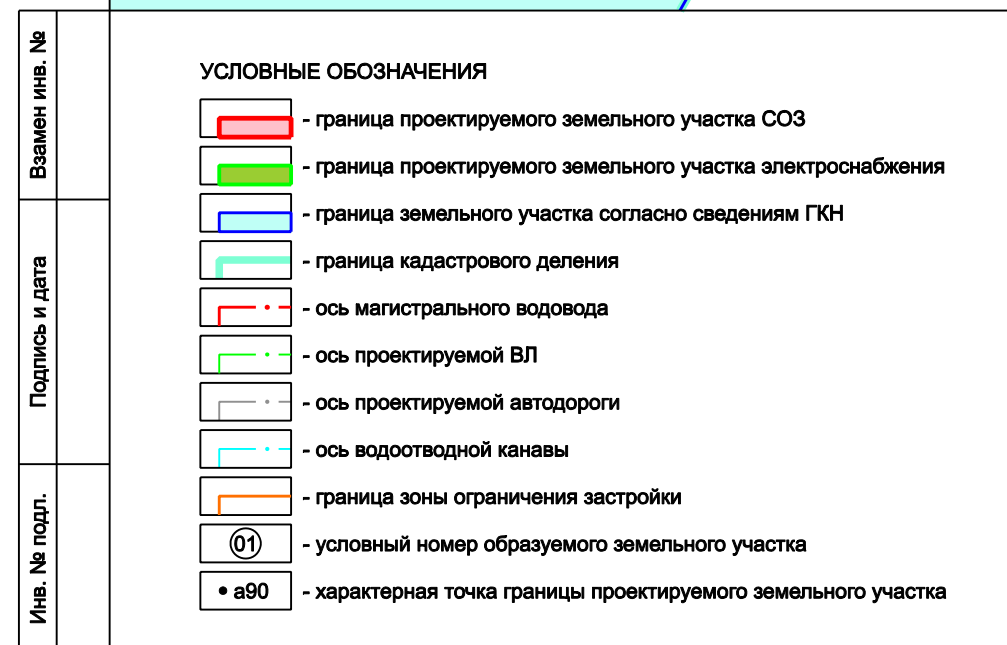 Взамен инв. №
Подпись и дата
Инв. № подл.
УСЛОВНЫЕ ОБОЗНАЧЕНИЯ
- граница проектируемого земельного участка СОЗ
- граница проектируемого земельного участка электроснабжения
- граница земельного участка согласно сведениям ГКН
- граница кадастрового деления
- ось магистрального водовода
- ось проектируемой ВЛ
- ось проектируемой автодороги
- ось водоотводной канавы
- граница зоны ограничения застройки
01 - условный номер образуемого земельного участка
• а90 - характерная точка границы проектируемого земельного участка